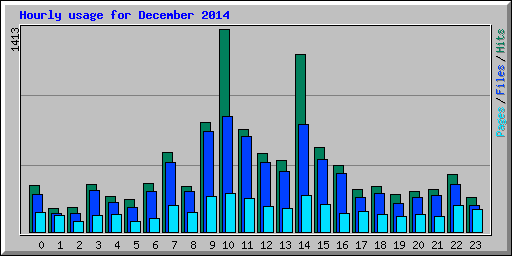 Hourly usage for December 2014
1413
Pages/Files/Hits
0 1 2 3 4 5 6 7 8 9 10 11 12 13 14 15 16 17 18 19 20 21 22 23